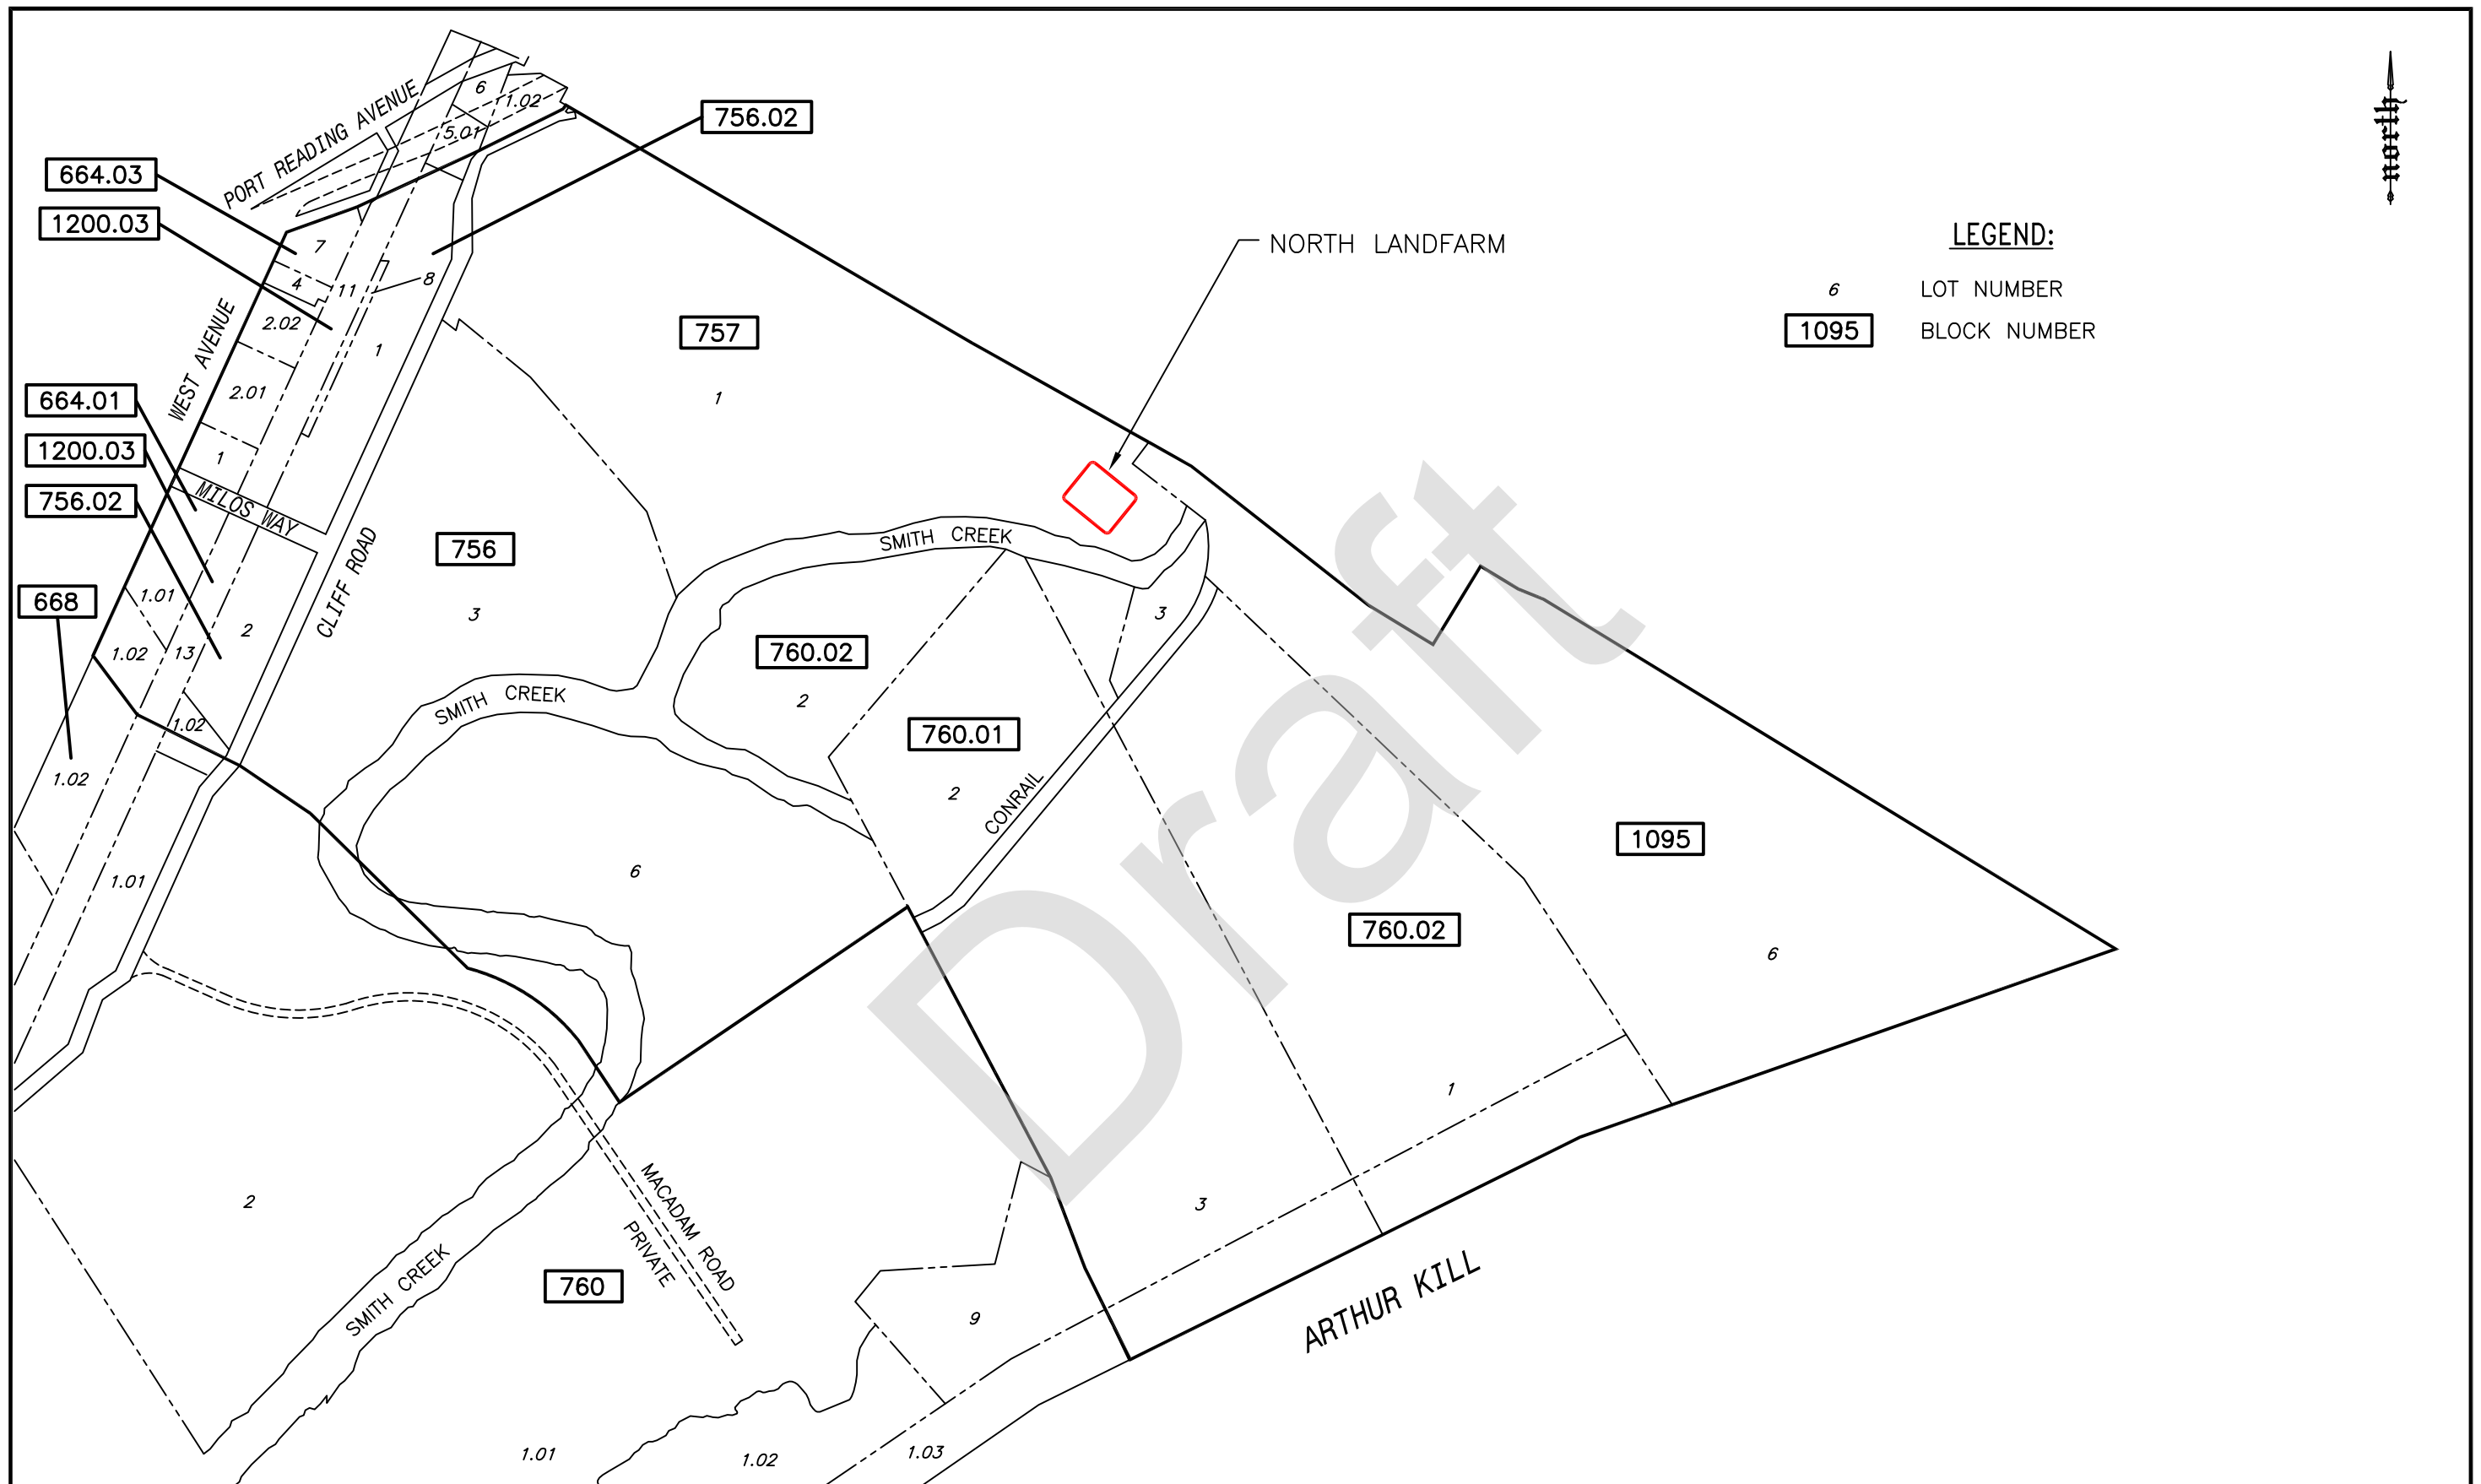 north
LEGEND:
6 LOT NUMBER
1095 BLOCK NUMBER
NORTH LANDFARM
PORT READING AVENUE
6
1.02
5.01
756.02
664.03
1200.03
7
4
11
8
2.02
1
WEST AVENUE
757
1
2.01
664.01
1200.03
1
756.02
MILOS WAY
CLIFF ROAD
756
SMITH CREEK
668
1.01
2
3
3
1.02
13
760.02
2
SMITH CREEK
1.02
760.01
1.02
2
CONRAIL
1095
1.01
6
760.02
6
Draft
1
2
3
MACADAM ROAD
PRIVATE
SMITH CREEK
760
9
ARTHUR KILL
1.01
1.02
1.03